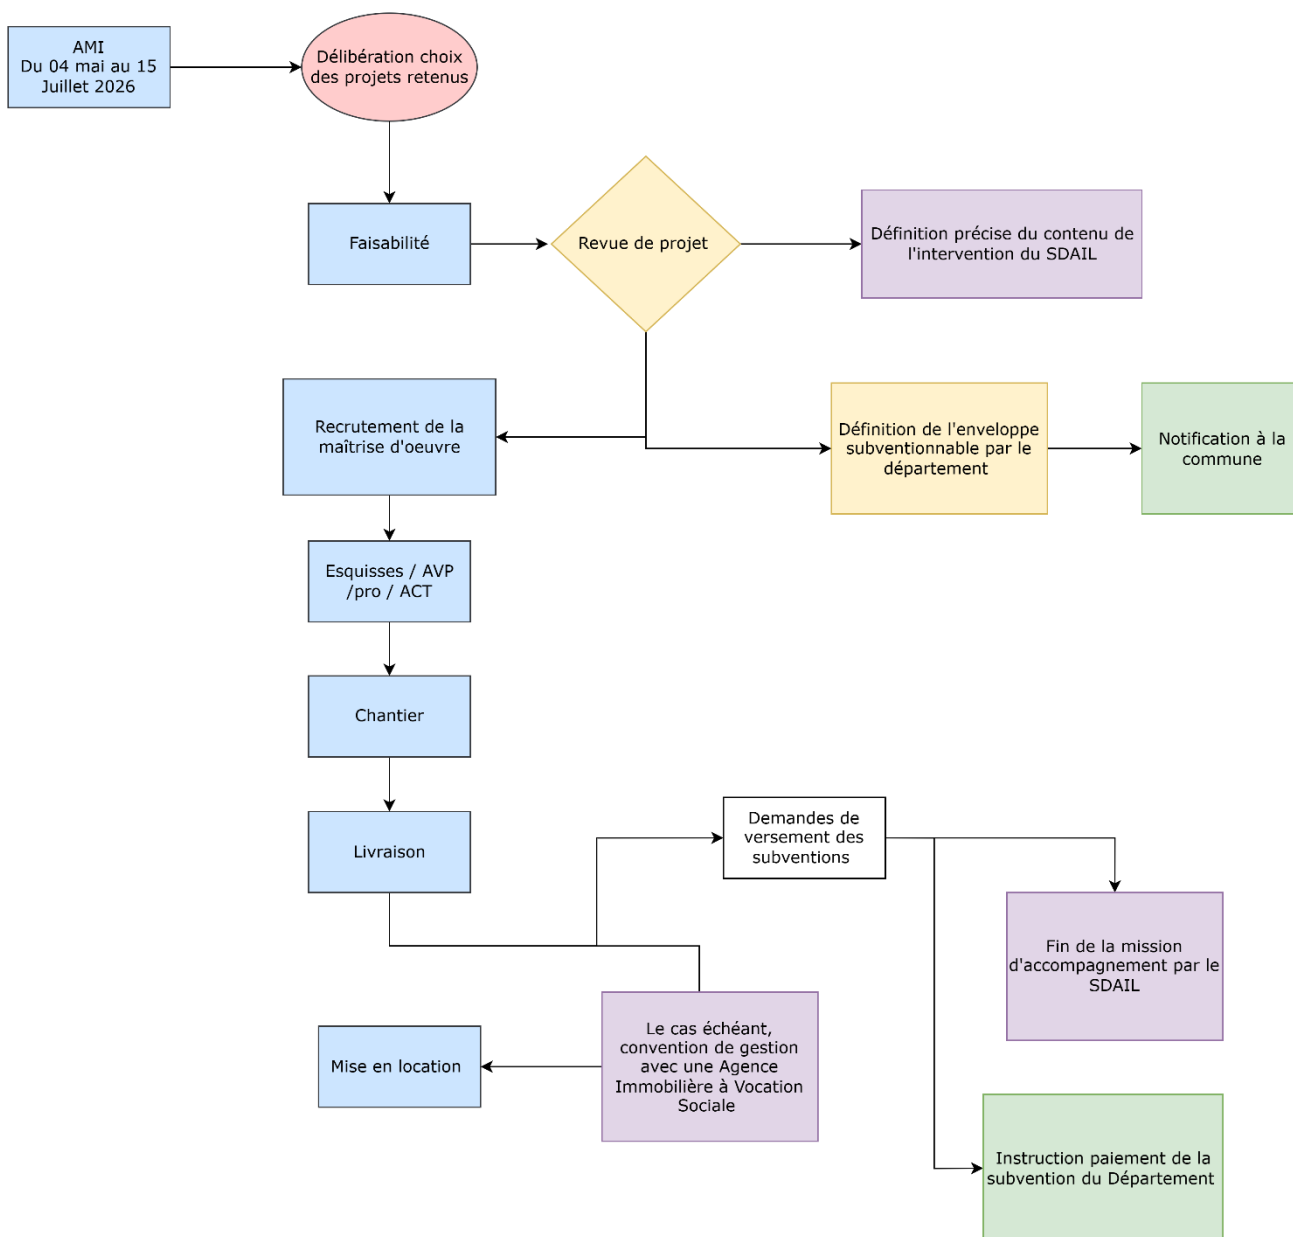 AMI
Du 04 mai au 15
Juillet 2026
Délibération choix
des projets retenus
Faisabilité
Revue de projet
Définition précise du contenu de
l'intervention du SDAIL
Recrutement de la
maîtrise d'oeuvre
Définition de l'enveloppe
subventionnable par le
département
Notification à la
commune
Esquisses / AVP
/pro / ACT
Chantier
Livraison
Demandes de
versement des
subventions
Fin de la mission
d'accompagnement par le
SDAIL
Le cas échéant,
convention de gestion
avec une Agence
Immobilière à Vocation
Sociale
Mise en location
Instruction paiement de la
subvention du Département